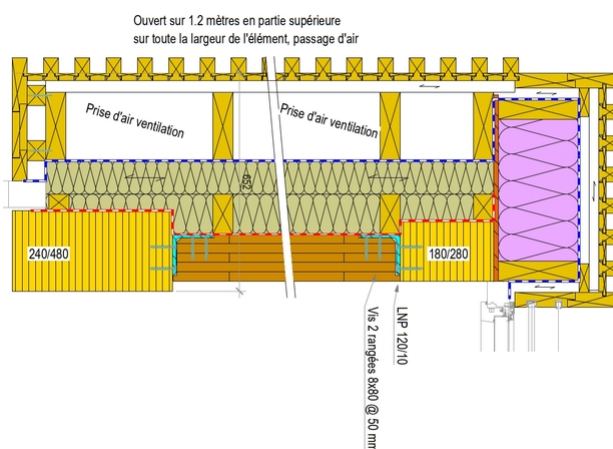 Ouvert sur 1.2 mètres en partie supérieure
sur toute la largeur de l'élément, passage d'air
Prise d'air ventilation
Prise d'air ventilation
652
240/480
180/280
LNP 120/10
Vis 2 rangées 8x80 @ 50 mm